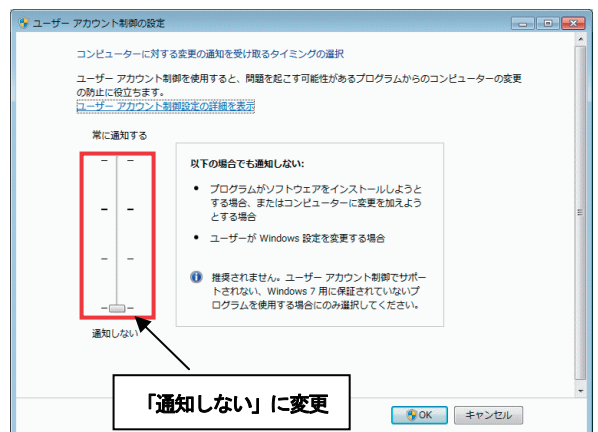 ユーザー アカウント制御の設定
コンピューターに対する変更の通知を受け取るタイミングの選択
ユーザー アカウント制御を使用すると、問題を起こす可能性があるプログラムからのコンピューターの変更
の防止に役立ちます。
ユーザー アカウント制御設定の詳細を表示
常に通知する
以下の場合でも通知しない:
• プログラムがソフトウェアをインストールしようと
する場合、またはコンピューターに変更を加えよう
とする場合
• ユーザーが Windows 設定を変更する場合
推奨されません。ユーザー アカウント制御でサポー
トされない、Windows 7 用に保証されていないプ
ログラムを使用する場合にのみ選択してください。
通知しない
「通知しない」に変更
OK
キャンセル